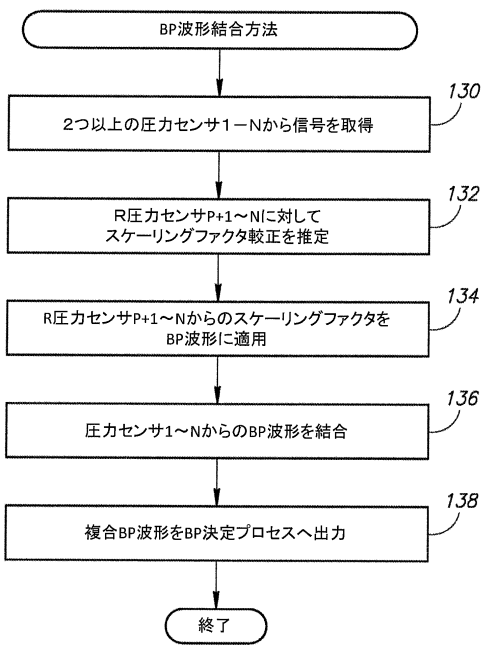 BP波形結合方法
130
２つ以上の圧力センサ１－Ｎから信号を取得
132
Ｒ圧力センサP+1～Nに対して
スケーリングファクタ較正を推定
134
R圧力センサP+1～Nからのスケーリングファクタを
BP波形に適用
136
圧力センサ1～NからのBP波形を結合
138
複合BP波形をBP決定プロセスへ出力
終了